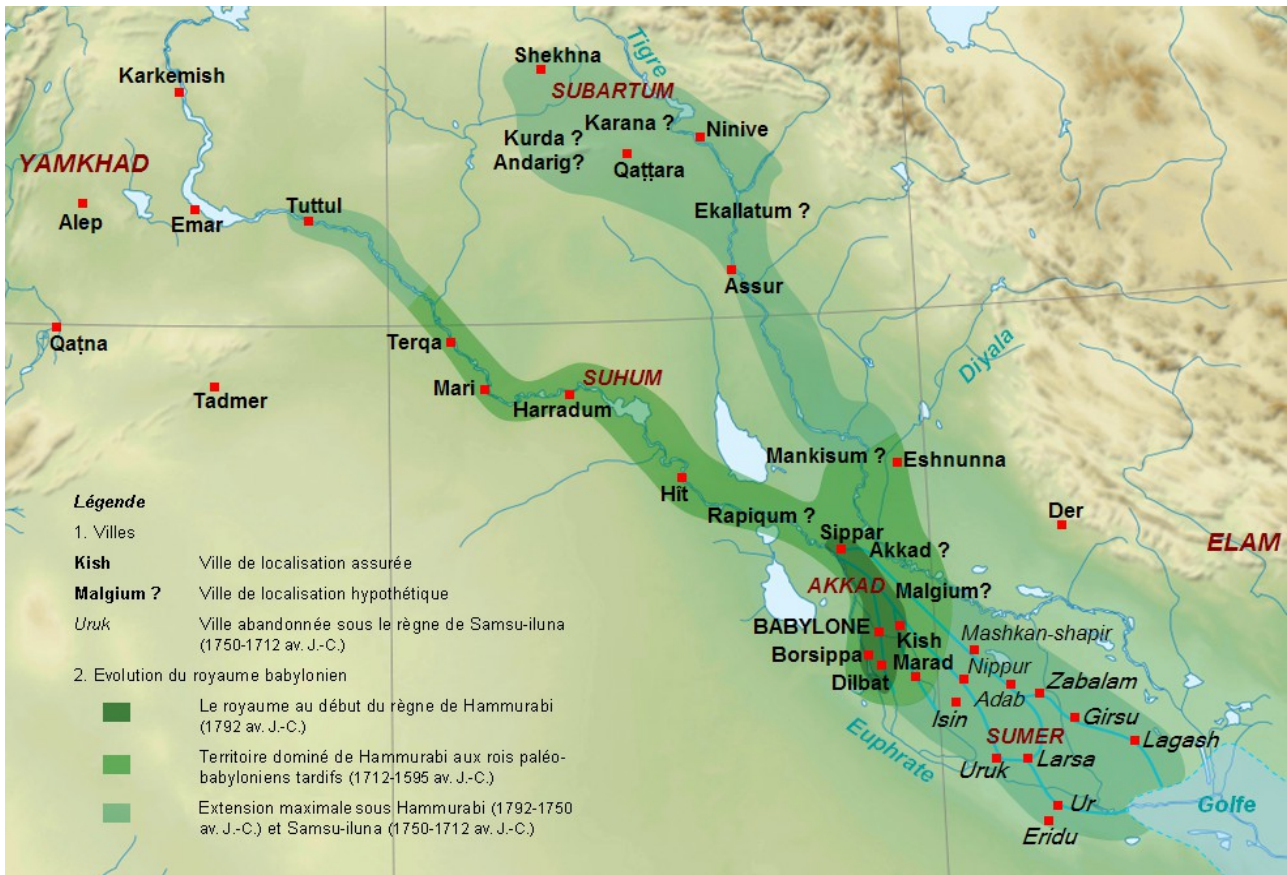 Tigre
Shekhna
Karkemish
SUBARTUM
Karana ?
Ninive
Kurda ?
Andarig?
Qaṭṭara
YAMKHAD
Alep
Emar
Tuttul
Ekallatum ?
Assur
Qaṭna
Terqa
Diyala
Tadmer
Mari
SUHUM
Harradum
Mankisum ?
Eshnunna
Hît
Rapiqum ?
Der
Sippar
Akkad ?
ELAM
AKKAD
Malgium?
BABYLONE
Kish
Mashkan-shapir
Borsippa
Marad
Nippur
Dilbat
Adab
Zabalam
Isin
Girsu
SUMER
Lagash
Euphrate
Uruk
Larsa
Ur
Golfe
Eridu
Légende
1. Villes
Kish Ville de localisation assurée
Malgium ? Ville de localisation hypothétique
Uruk Ville abandonnée sous le règne de Samsu-iluna
(1750-1712 av. J.-C.)
2. Evolution du royaume babylonien
Le royaume au début du règne de Hammurabi
(1792 av. J.-C.)
Territoire dominé de Hammurabi aux rois paléo-
babyloniens tardifs (1712-1595 av. J.-C.)
Extension maximale sous Hammurabi (1792-1750
av. J.-C.) et Samsu-iluna (1750-1712 av. J.-C.)